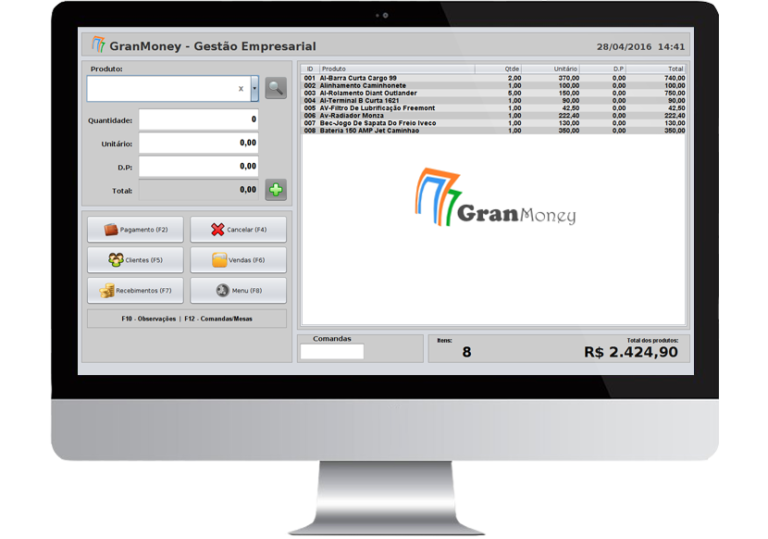 GranMoney - Gestão Empresarial
28/04/2016 14:41
Produto:
x
Quantidade: 0
Unitário: 0,00
D.P: 0,00
Total: 0,00
Pagamento (F2) Cancelar (F4)
Clientes (F5) Vendas (F6)
Recebimentos (F7) Menu (F8)
F10 - Observações | F12 - Comandas/Mesas
ID Produto Qtde Unitário D.P Total
001 Al-Barra Curta Cargo 99 2,00 370,00 0,00 740,00
002 Alinhamento Caminhonete 1,00 100,00 0,00 100,00
003 Al-Rolamento Diant Outlander 5,00 150,00 0,00 750,00
004 Al-Terminal B Curta 1621 1,00 90,00 0,00 90,00
005 AV-Filtro De Lubrificação Freemont 1,00 42,50 0,00 42,50
006 Av-Radiador Monza 1,00 222,40 0,00 222,40
007 Bec-Jogo De Sapata Do Freio Iveco 1,00 130,00 0,00 130,00
008 Bateria 150 AMP Jet Caminhao 1,00 350,00 0,00 350,00
GranMoney
Comandas
Itens:
8
Total dos produtos:
R$ 2.424,90